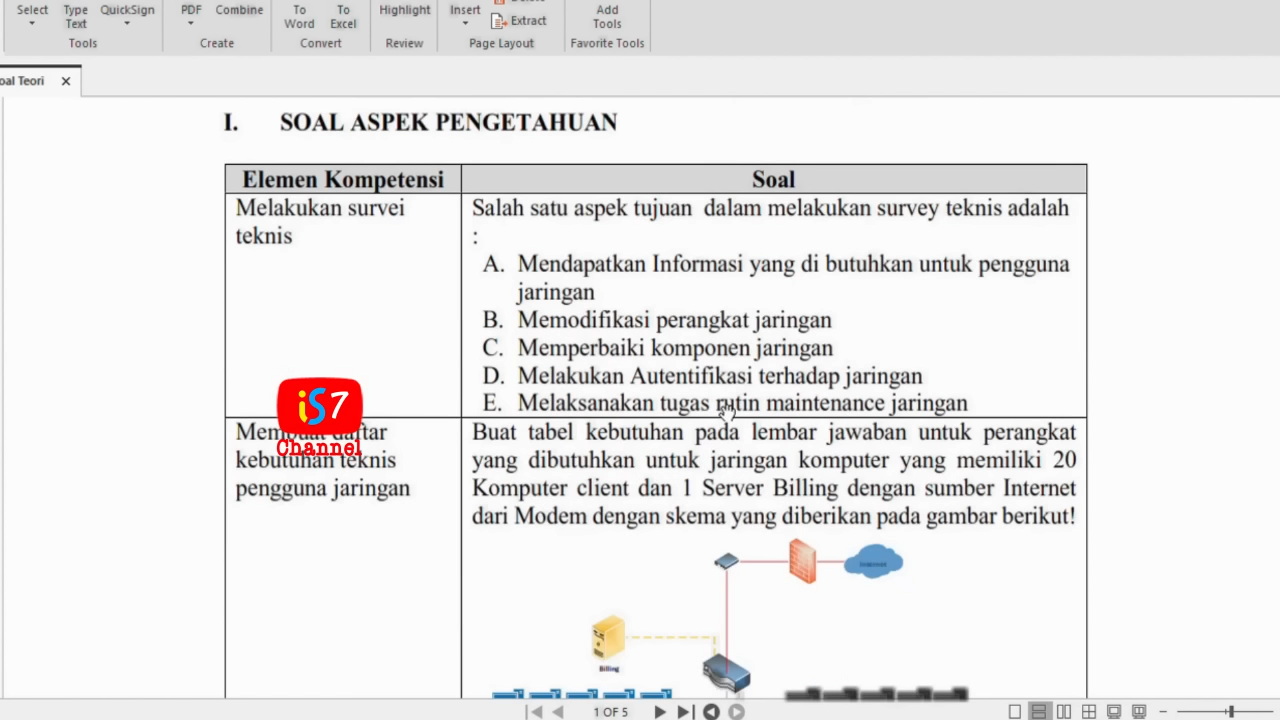 Select
Type Text
QuickSign
PDF
Combine
To Word
To Excel
Highlight
Insert
Extract
Add Tools
Tools
Create
Convert
Review
Page Layout
Favorite Tools
oal Teori
I. SOAL ASPEK PENGETAHUAN
Elemen Kompetensi
Soal
Melakukan survei
teknis
Salah satu aspek tujuan dalam melakukan survey teknis adalah
:
A. Mendapatkan Informasi yang di butuhkan untuk pengguna
jaringan
B. Memodifikasi perangkat jaringan
C. Memperbaiki komponen jaringan
D. Melakukan Autentifikasi terhadap jaringan
E. Melaksanakan tugas rutin maintenance jaringan
iS7
Channel
Membuat daftar
kebutuhan teknis
pengguna jaringan
Buat tabel kebutuhan pada lembar jawaban untuk perangkat
yang dibutuhkan untuk jaringan komputer yang memiliki 20
Komputer client dan 1 Server Billing dengan sumber Internet
dari Modem dengan skema yang diberikan pada gambar berikut!
Internet
Billing
1 OF 5